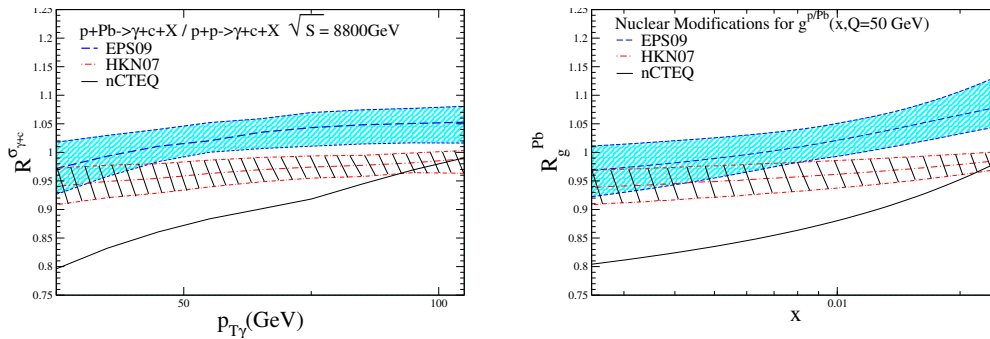 p+Pb->γ+c+X / p+p->γ+c+X √S = 8800GeV
EPS09
HKN07
nCTEQ
1.25
1.2
1.15
1.1
1.05
1
0.95
0.9
0.85
0.8
0.75
R^σ_γ+c
50
100
p_Tγ(GeV)
Nuclear Modifications for g^p/Pb(x,Q=50 GeV)
EPS09
HKN07
nCTEQ
1.25
1.2
1.15
1.1
1.05
1
0.95
0.9
0.85
0.8
0.75
R_g^Pb
0.01
x